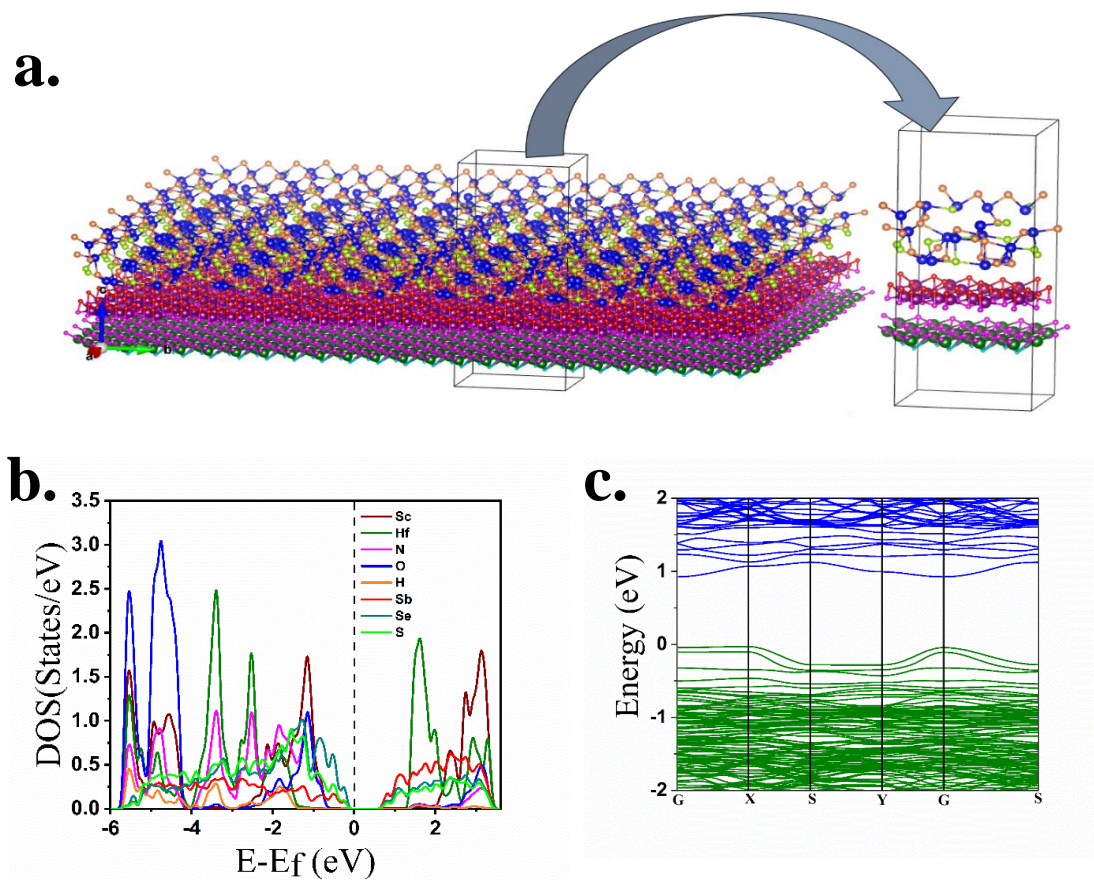 a.
c
a
b
b.
DOS(States/eV)
3.5
3.0
2.5
2.0
1.5
1.0
0.5
0.0
-6
-4
-2
0
2
E-Ef (eV)
Sc
Hf
N
O
H
Sb
Se
S
c.
Energy (eV)
2
1
0
-1
-2
G
X
S
Y
G
S